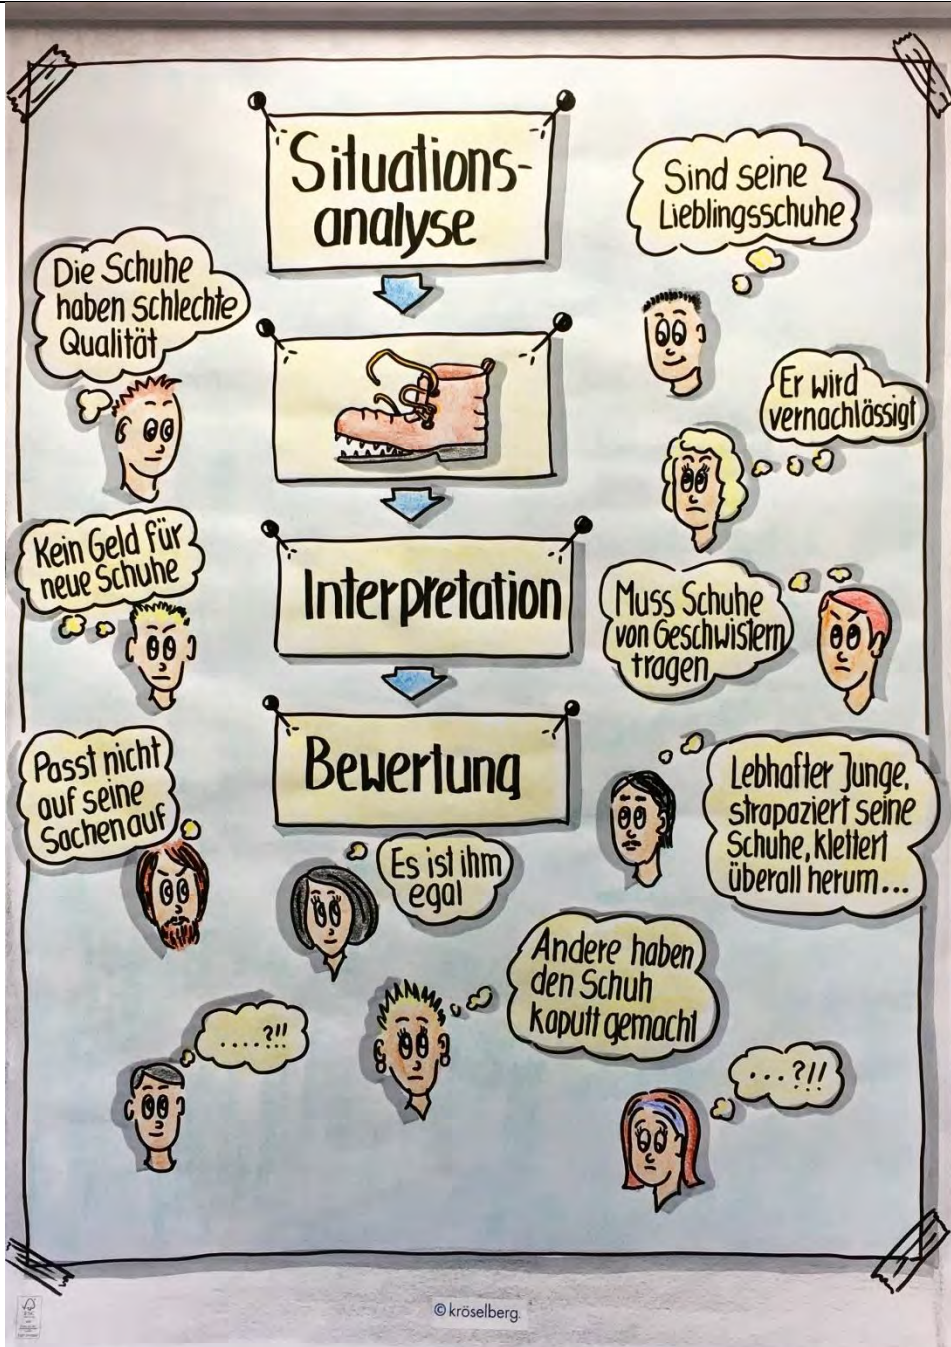 Situations-
analyse
Sind seine
Lieblingsschuhe
Die Schuhe
haben schlechte
Qualität
Er wird
vernachlässigt
Kein Geld für
neue Schuhe
Interpretation
Muss Schuhe
von Geschwistern
tragen
Passt nicht
auf seine
Sachen auf
Bewertung
Lebhafter Junge,
strapaziert seine
Schuhe, klettert
überall herum...
Es ist ihm
egal
Andere haben
den Schuh
kaputt gemacht
....?!!
...?!!
© kröselberg.